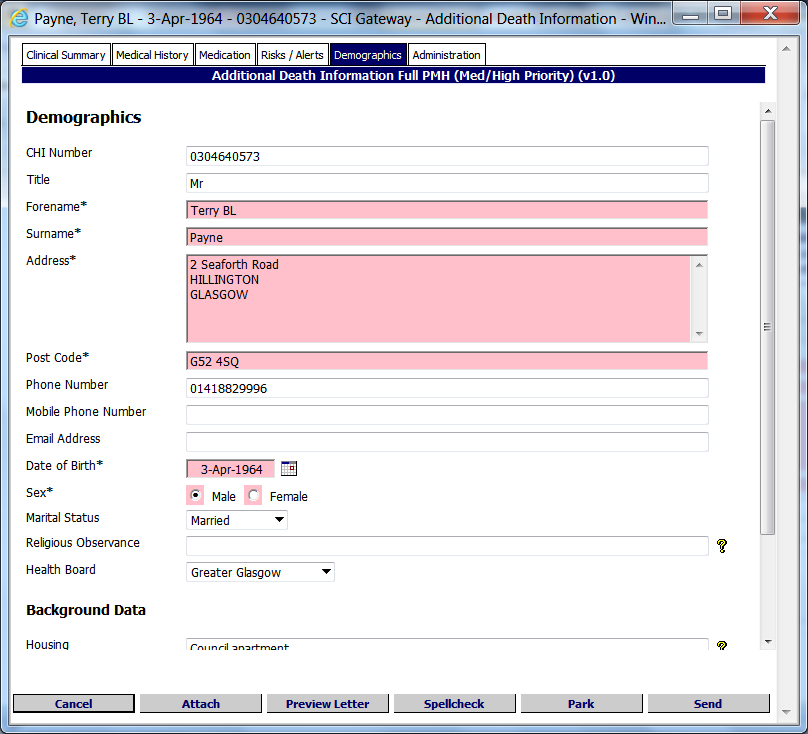 Payne, Terry BL - 3-Apr-1964 - 0304640573 - SCI Gateway - Additional Death Information - Win...
Clinical Summary Medical History Medication Risks / Alerts Demographics Administration
Additional Death Information Full PMH (Med/High Priority) (v1.0)
Demographics
CHI Number 0304640573
Title Mr
Forename* Terry BL
Surname* Payne
Address* 2 Seaforth Road
HILLINGTON
GLASGOW
Post Code* G52 4SQ
Phone Number 01418829996
Mobile Phone Number
Email Address
Date of Birth* 3-Apr-1964
Sex* Male Female
Marital Status Married
Religious Observance ?
Health Board Greater Glasgow
Background Data
Housing Council apartment ?
Cancel Attach Preview Letter Spellcheck Park Send